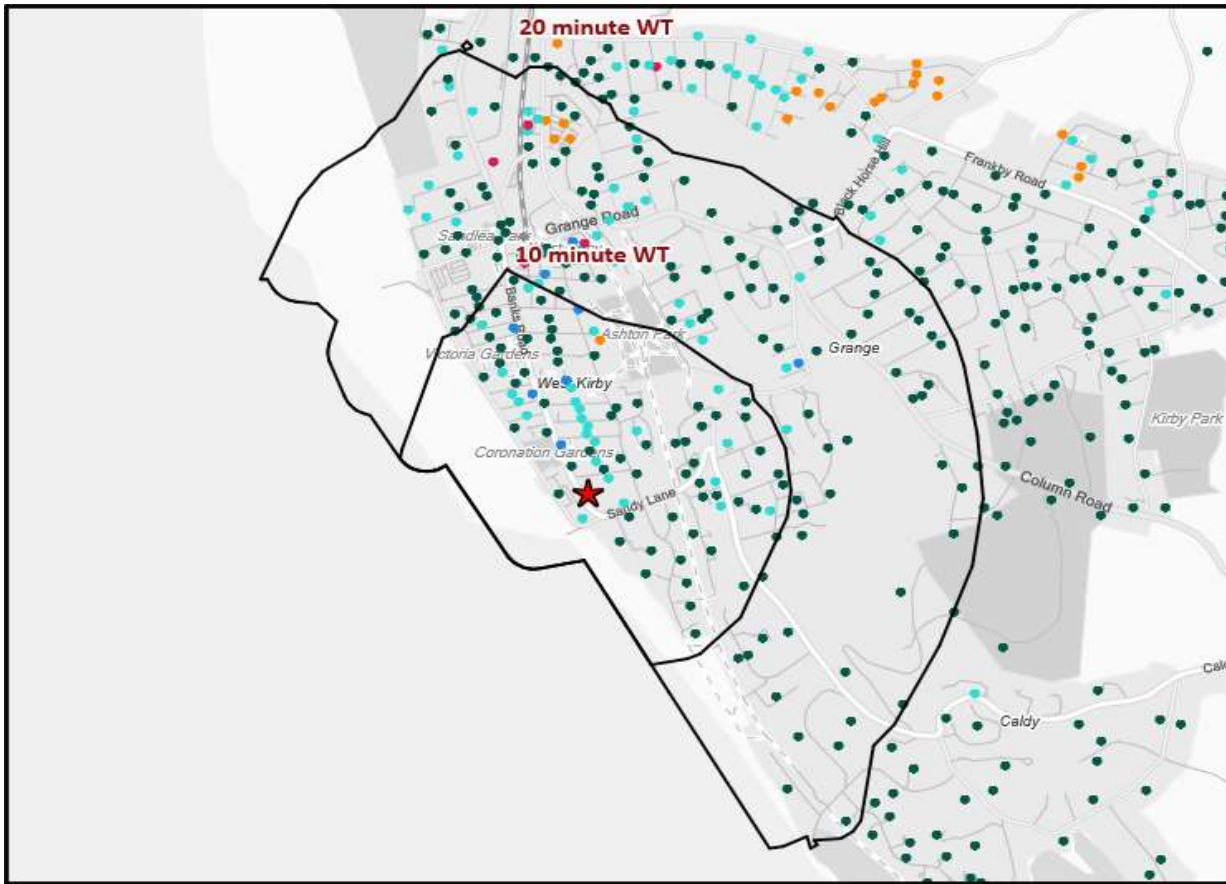 20 minute WT
Black Horse Hill
Frankby Road
Grange Road
Sandlea Park
10 minute WT
Banks Road
Ashton Park
Victoria Gardens
Grange
West Kirby
Kirby Park
Coronation Gardens
Column Road
Sandy Lane
Cald
Caldy